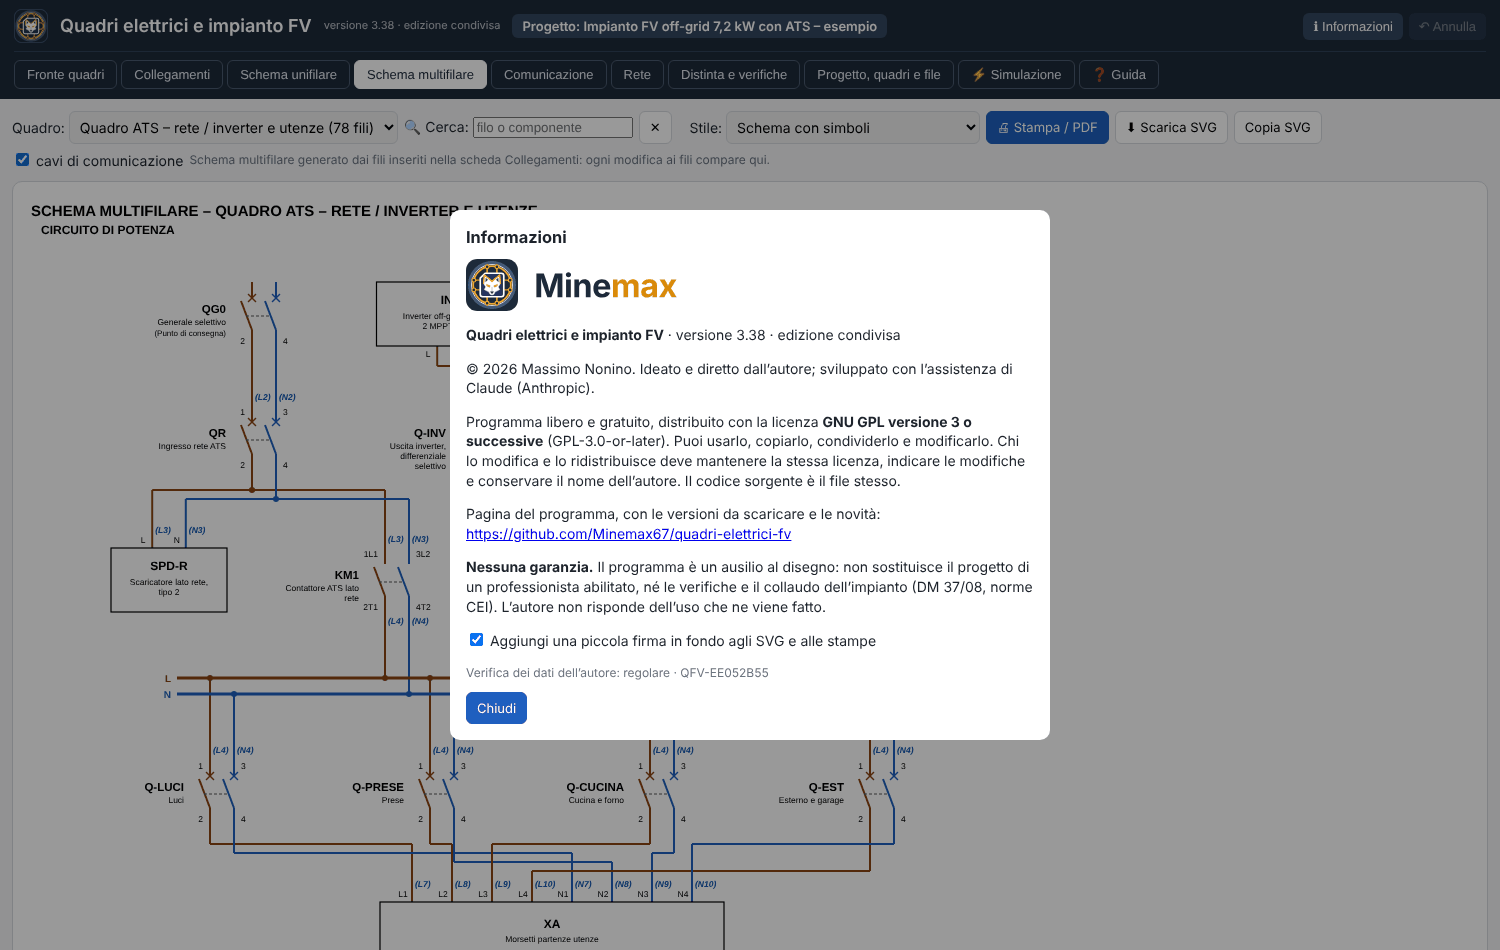 Quadri elettrici e impianto FV versione 3.38 · edizione condivisa Progetto: Impianto FV off-grid 7,2 kW con ATS – esempio ℹ Informazioni ↶ Annulla
Fronte quadri Collegamenti Schema unifilare Schema multifilare Comunicazione Rete Distinta e verifiche Progetto, quadri e file ⚡ Simulazione ❓ Guida
Quadro: Quadro ATS – rete / inverter e utenze (78 fili) 🔍 Cerca: filo o componente ✕ Stile: Schema con simboli 🖨 Stampa / PDF ⬇ Scarica SVG Copia SVG
cavi di comunicazione Schema multifilare generato dai fili inseriti nella scheda Collegamenti: ogni modifica ai fili compare qui.
SCHEMA MULTIFILARE – QUADRO ATS – RETE / INVERTER E UTENZE
CIRCUITO DI POTENZA
Informazioni
Minemax
Quadri elettrici e impianto FV · versione 3.38 · edizione condivisa
© 2026 Massimo Nonino. Ideato e diretto dall’autore; sviluppato con l’assistenza di
Claude (Anthropic).
Programma libero e gratuito, distribuito con la licenza GNU GPL versione 3 o
successive (GPL-3.0-or-later). Puoi usarlo, copiarlo, condividerlo e modificarlo. Chi
lo modifica e lo ridistribuisce deve mantenere la stessa licenza, indicare le modifiche
e conservare il nome dell’autore. Il codice sorgente è il file stesso.
Pagina del programma, con le versioni da scaricare e le novità:
https://github.com/Minemax67/quadri-elettrici-fv
Nessuna garanzia. Il programma è un ausilio al disegno: non sostituisce il progetto di
un professionista abilitato, né le verifiche e il collaudo dell’impianto (DM 37/08, norme
CEI). L’autore non risponde dell’uso che ne viene fatto.
Aggiungi una piccola firma in fondo agli SVG e alle stampe
Verifica dei dati dell’autore: regolare · QFV-EE052B55
Chiudi
QG0
Generale selettivo
(Punto di consegna)
2 4
IN
Inverter off-g
2 MPPT
L
(L2) (N2)
1 3
QR
Ingresso rete ATS
2 4
Q-INV
Uscita inverter,
differenziale
selettivo
(L3) (N3)
L N
SPD-R
Scaricatore lato rete,
tipo 2
(L3) (N3)
1L1 3L2
KM1
Contattore ATS lato
rete
2T1 4T2
(L4) (N4)
L
N
(L4) (N4) (L4) (N4) (L4) (N4) (L4) (N4)
1 3 1 3 1 3 1 3
Q-LUCI Q-PRESE Q-CUCINA Q-EST
Luci Prese Cucina e forno Esterno e garage
2 4 2 4 2 4 2 4
(L7) (L8) (L9) (L10) (N7) (N8) (N9) (N10)
L1 L2 L3 L4 N1 N2 N3 N4
XA
Morsetti partenze utenze